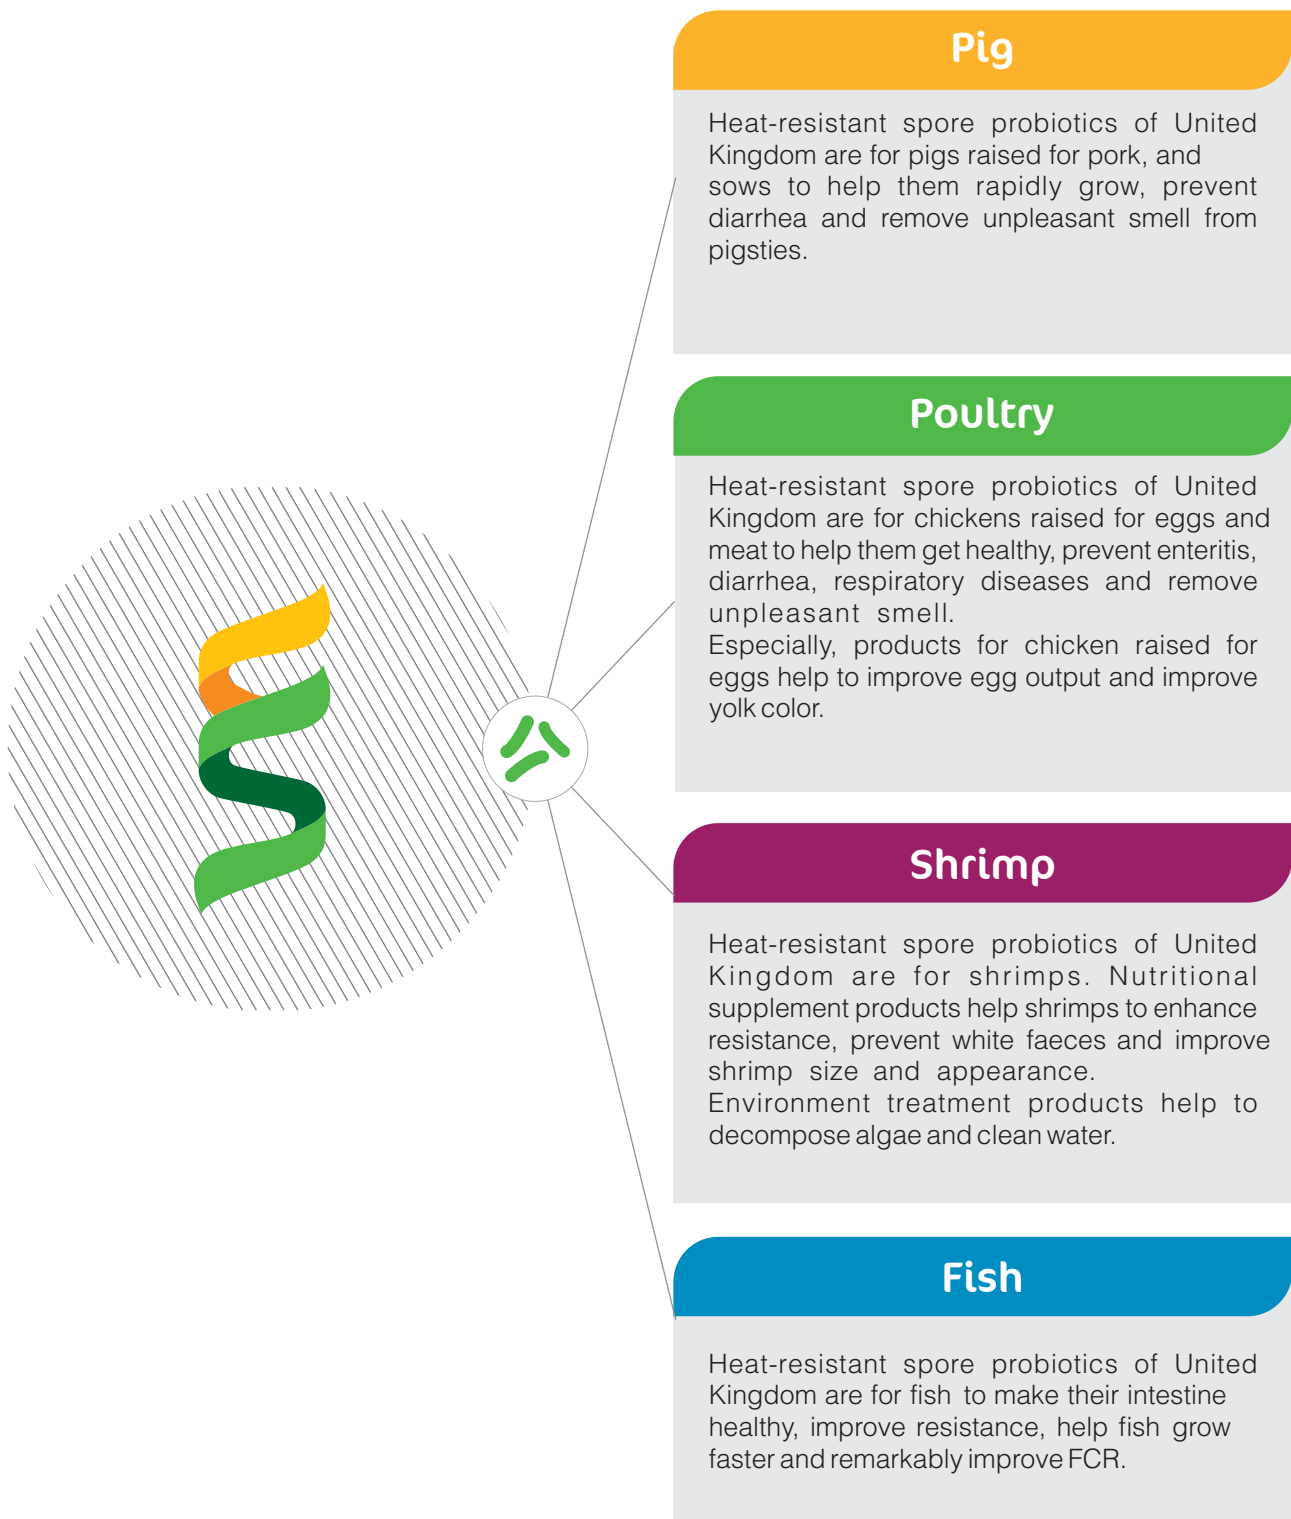 Pig
Heat-resistant spore probiotics of United
Kingdom are for pigs raised for pork, and
sows to help them rapidly grow, prevent
diarrhea and remove unpleasant smell from
pigsties.
Poultry
Heat-resistant spore probiotics of United
Kingdom are for chickens raised for eggs and
meat to help them get healthy, prevent enteritis,
diarrhea, respiratory diseases and remove
unpleasant smell.
Especially, products for chicken raised for
eggs help to improve egg output and improve
yolk color.
Shrimp
Heat-resistant spore probiotics of United
Kingdom are for shrimps. Nutritional
supplement products help shrimps to enhance
resistance, prevent white faeces and improve
shrimp size and appearance.
Environment treatment products help to
decompose algae and clean water.
Fish
Heat-resistant spore probiotics of United
Kingdom are for fish to make their intestine
healthy, improve resistance, help fish grow
faster and remarkably improve FCR.